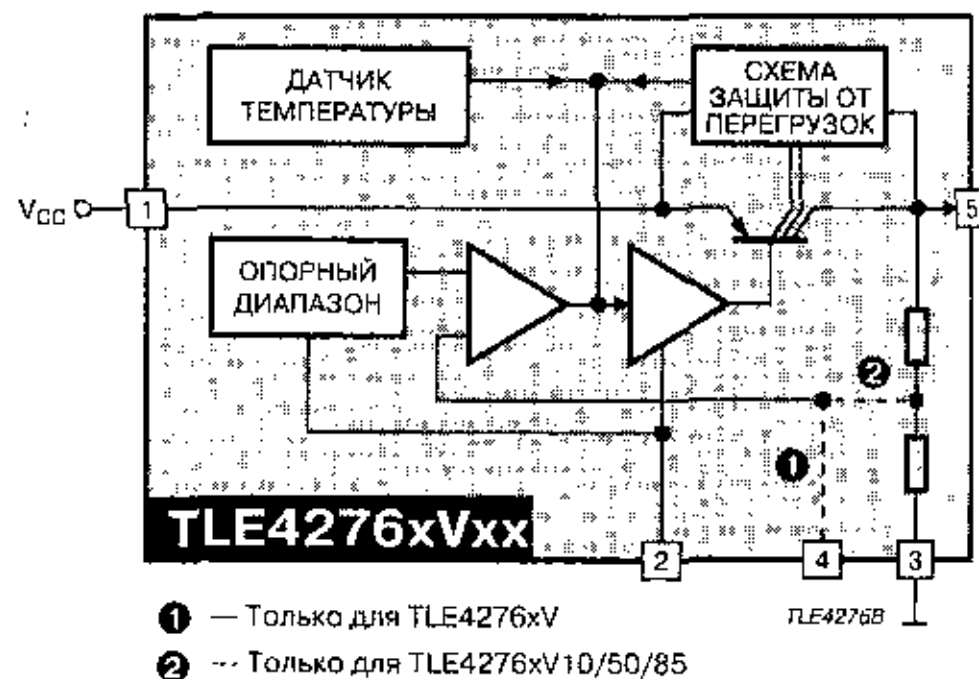 ДАТЧИК
ТЕМПЕРАТУРЫ
СХЕМА
ЗАЩИТЫ ОТ
ПЕРЕГРУЗОК
VCC
1
5
ОПОРНЫЙ
ДИАПАЗОН
2
1
TLE4276xVxx
2
4
3
1 — Только для TLE4276xV
TLE4276B
2 --- Только для TLE4276xV10/50/85